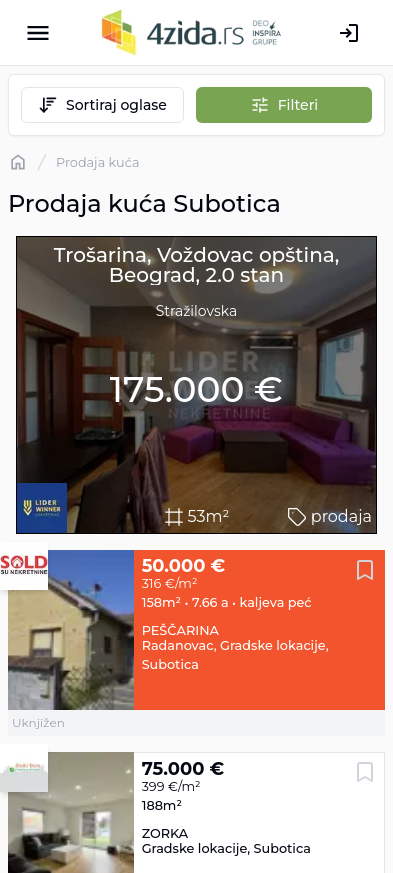 4zida.rs
DEO
INSPIRA
GRUPE
Sortiraj oglase
Filteri
/ Prodaja kuća
Prodaja kuća Subotica
Trošarina, Voždovac opština,
Beograd, 2.0 stan
Stražilovska
LIDER
NEKRETNINE
175.000 €
LIDER
WINNER
53m²
prodaja
SOLD
SU NEKRETNINE
50.000 €
316 €/m²
158m² • 7.66 a • kaljeva peć
PEŠČARINA
Radanovac, Gradske lokacije,
Subotica
Uknjižen
75.000 €
399 €/m²
188m²
ZORKA
Gradske lokacije, Subotica